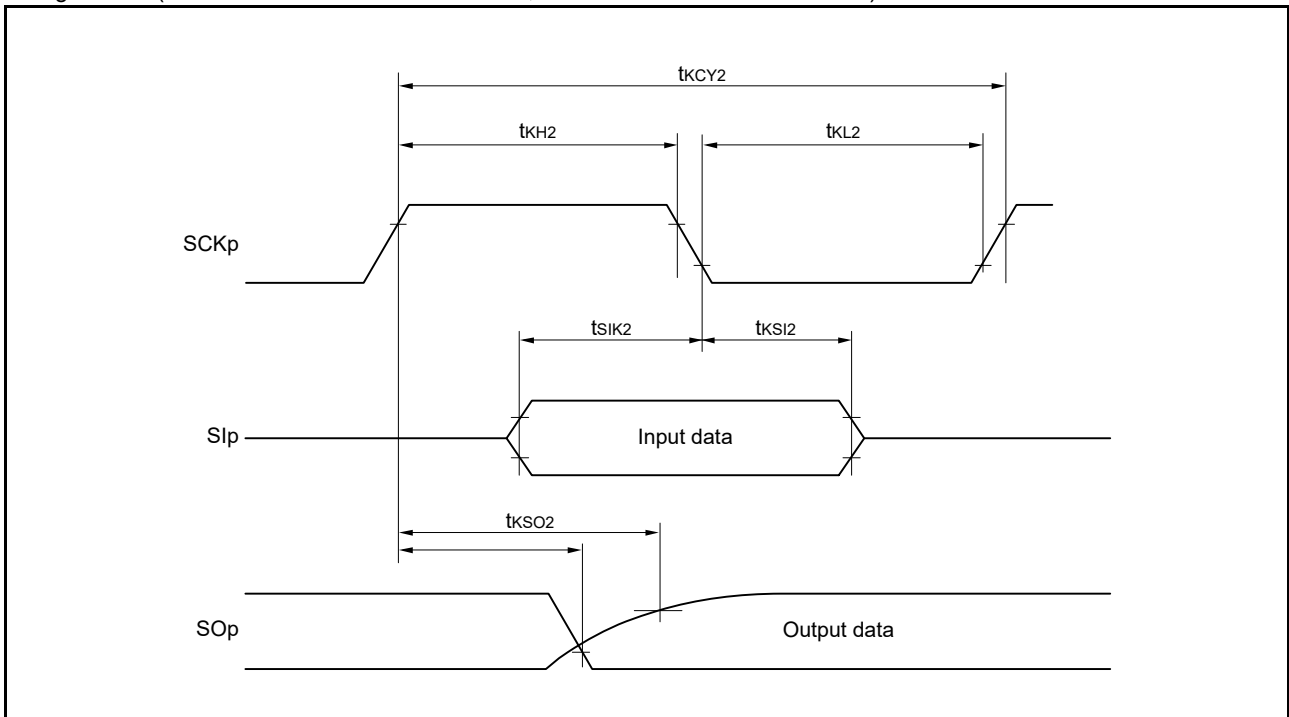 tKCY2
tKH2
tKL2
SCKp
tSIK2
tKSI2
SIp
Input data
tKSO2
SOp
Output data